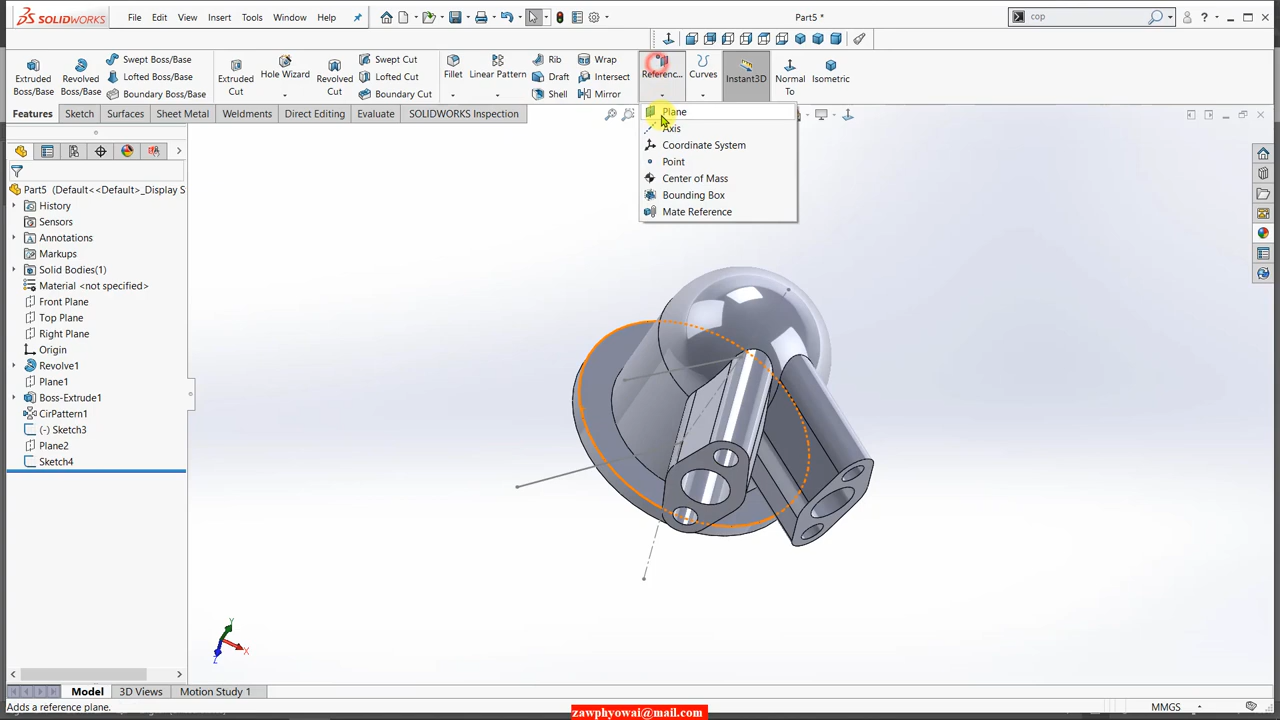 SOLIDWORKS File Edit View Insert Tools Window Help Part5 * cop
Extruded Boss/Base
Revolved Boss/Base
Swept Boss/Base
Lofted Boss/Base
Boundary Boss/Base
Extruded Cut
Hole Wizard
Revolved Cut
Swept Cut
Lofted Cut
Boundary Cut
Fillet
Linear Pattern
Rib
Draft
Shell
Wrap
Intersect
Mirror
Referenc...
Curves
Instant3D
Normal To
Isometric
Features Sketch Surfaces Sheet Metal Weldments Direct Editing Evaluate SOLIDWORKS Inspection
Plane
Axis
Coordinate System
Point
Center of Mass
Bounding Box
Mate Reference
Part5 (Default<<Default>_Display S
History
Sensors
Annotations
Markups
Solid Bodies(1)
Material <not specified>
Front Plane
Top Plane
Right Plane
Origin
Revolve1
Plane1
Boss-Extrude1
CirPattern1
(-) Sketch3
Plane2
Sketch4
Y
X
Z
Model 3D Views Motion Study 1
Adds a reference plane. MMGS
zawphyowai@mail.com